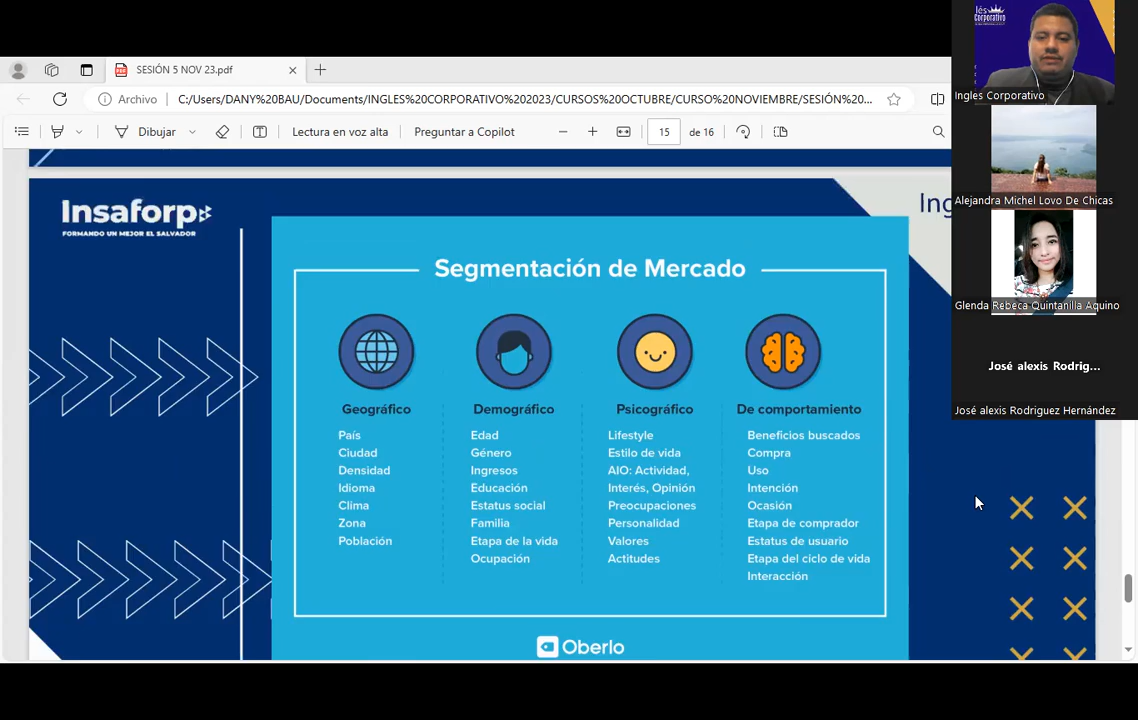 SESIÓN 5 NOV 23.pdf
Archivo
C:/Users/DANY%20BAU/Documents/INGLES%20CORPORATIVO%202023/CURSOS%20OCTUBRE/CURSO%20NOVIEMBRE/SESIÓN%20...
Dibujar
Lectura en voz alta
Preguntar a Copilot
15
de 16
Insaforp
FORMANDO UN MEJOR EL SALVADOR
Ing
Segmentación de Mercado
Geográfico
País
Ciudad
Densidad
Idioma
Clima
Zona
Población
Demográfico
Edad
Género
Ingresos
Educación
Estatus social
Familia
Etapa de la vida
Ocupación
Psicográfico
Lifestyle
Estilo de vida
AIO: Actividad,
Interés, Opinión
Preocupaciones
Personalidad
Valores
Actitudes
De comportamiento
Beneficios buscados
Compra
Uso
Intención
Ocasión
Etapa de comprador
Estatus de usuario
Etapa del ciclo de vida
Interacción
Oberlo
lés
Corporativo
Ingles Corporativo
Alejandra Michel Lovo De Chicas
Glenda Rebeca Quintanilla Aquino
José alexis Rodrig...
José alexis Rodriguez Hernández